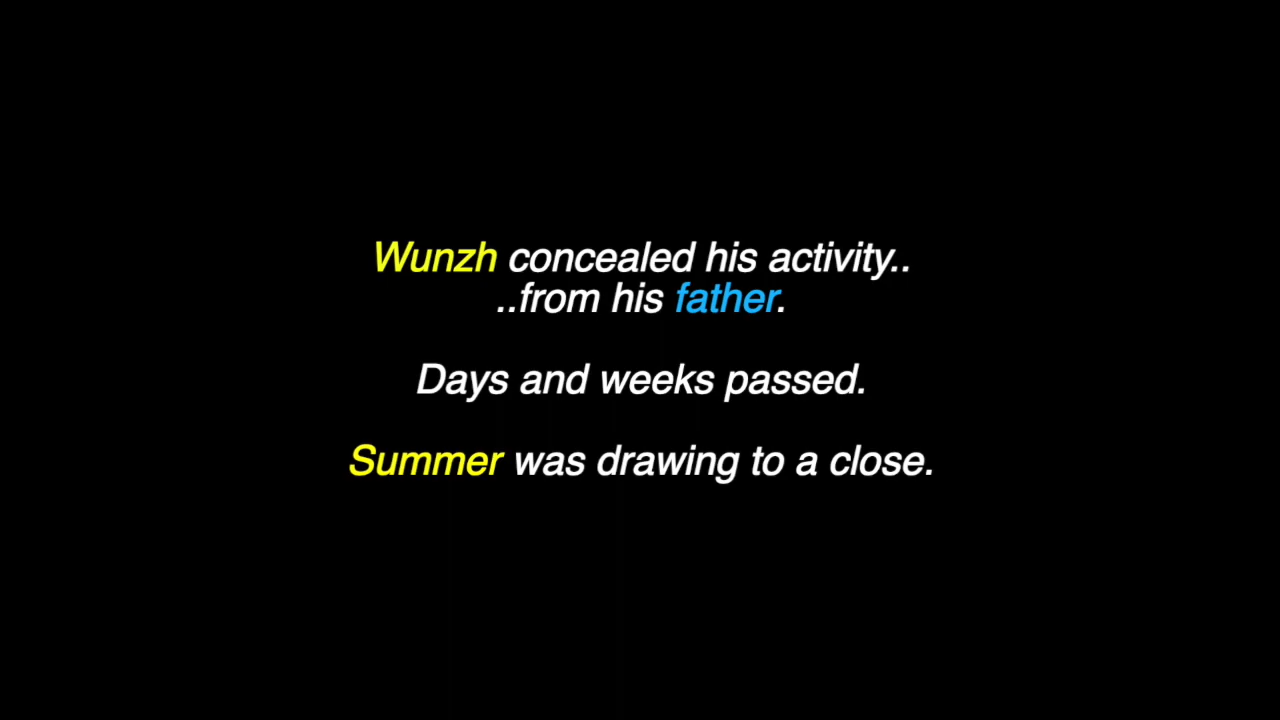 Wunzh concealed his activity..
..from his father.
Days and weeks passed.
Summer was drawing to a close.